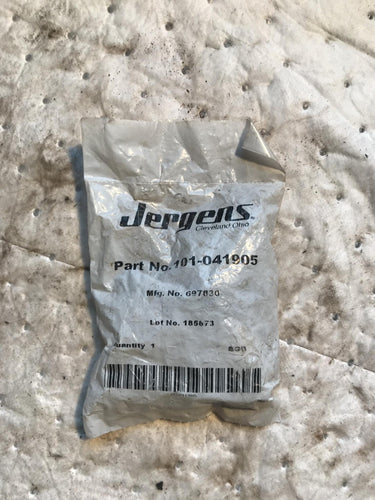 Jergens
Cleveland Ohio
Part No. 101-041905
Mfg. No. 697830
Lot No. 185673
Quantity 1